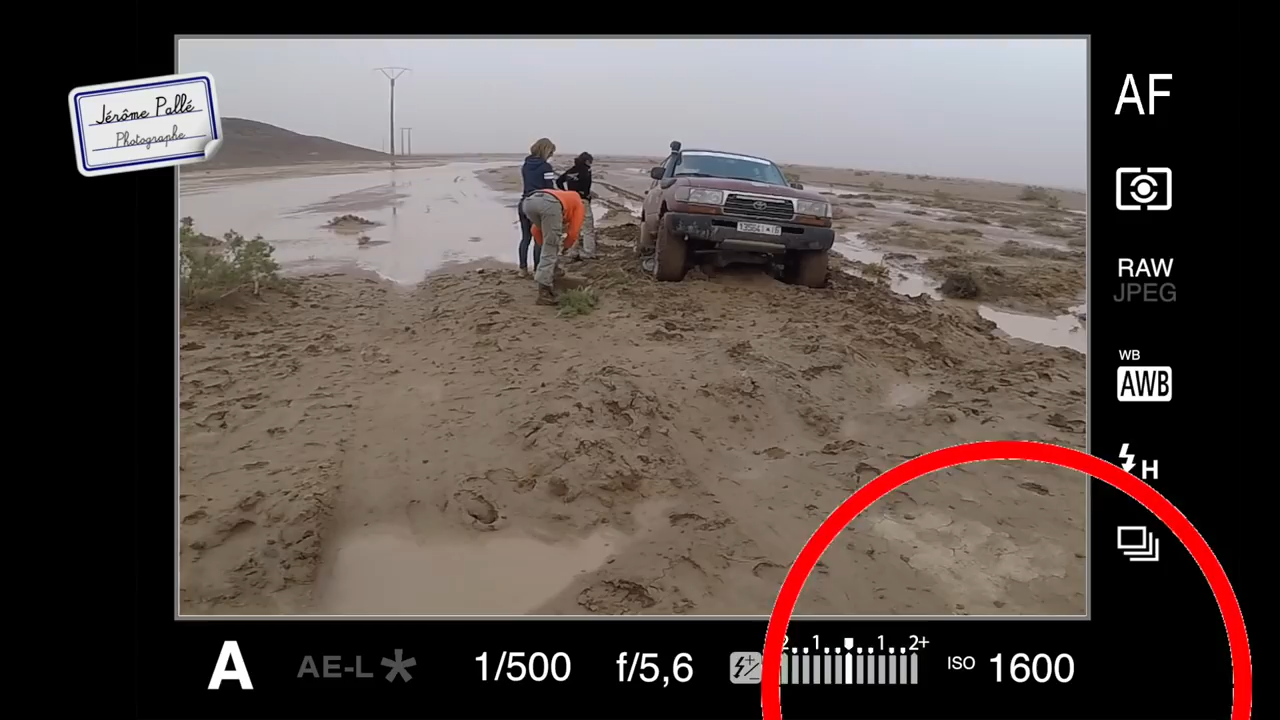 Jérôme Pallé
Photographe
AF
RAW
JPEG
WB
AWB
H
A AE-L 1/500 f/5,6 2 1 1 2+ ISO 1600